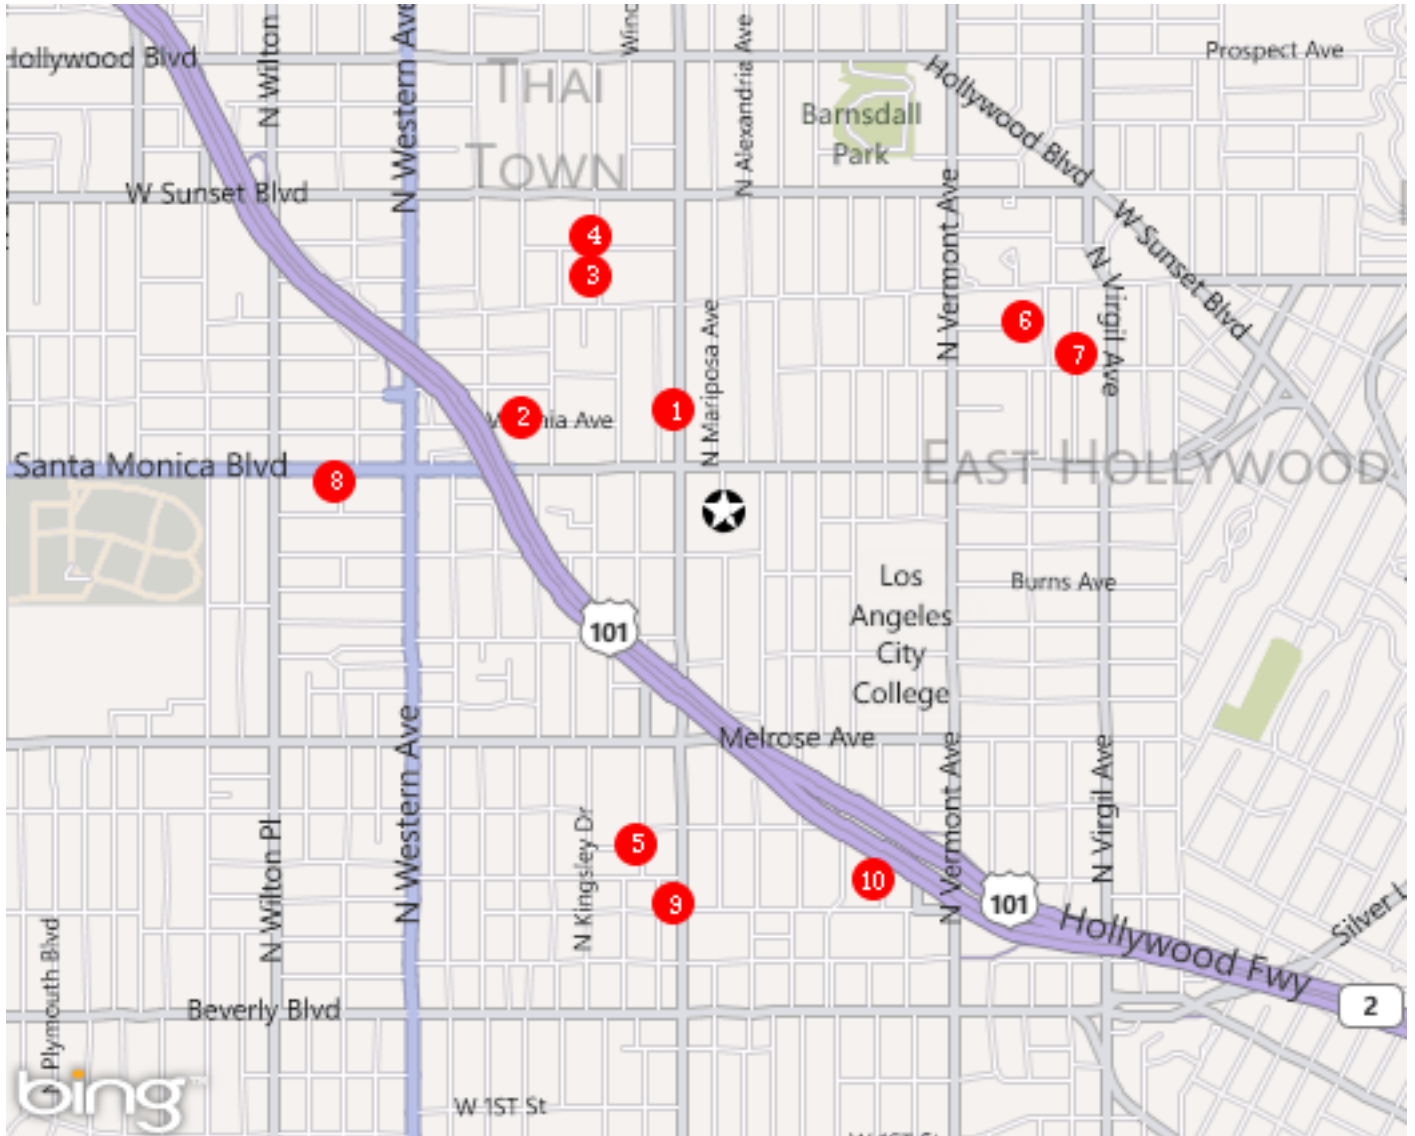 Hollywood Blvd
N Wilton
N Western Ave
THAI
TOWN
N Alexandria Ave
Barnsdall
Park
Hollywood Blvd
Prospect Ave
W Sunset Blvd
N Vermont Ave
W Sunset Blvd
N Virgil Ave
4
3
6
7
N Mariposa Ave
1
2
Santa Monica Blvd
8
EAST HOLLYWOOD
Los
Angeles
City
College
Burns Ave
101
N Western Ave
Melrose Ave
N Vermont Ave
N Virgil Ave
N Wilton Pl
N Kingsley Dr
5
9
10
101
Hollywood Fwy
2
N Plymouth Blvd
Beverly Blvd
bing
W 1ST St